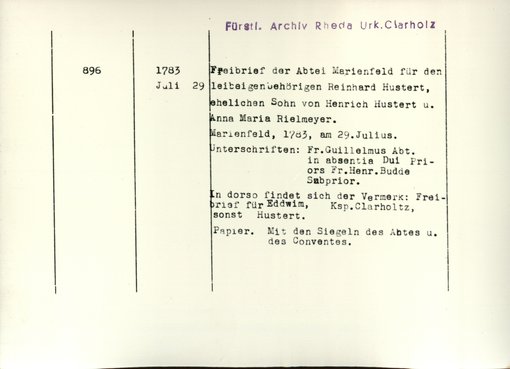 Fürstl. Archiv Rheda Urk.Clarholz
896 1783 Freibrief der Abtei Marienfeld für den
Juli 29 leibeigenbehörigen Reinhard Hustert,
ehelichen Sohn von Henrich Hustert u.
Anna Maria Rielmeyer.
Marienfeld, 1783, am 29.Julius.
Unterschriften: Fr.Guillelmus Abt.
in absentia Dui Pri-
ors Fr.Henr.Budde
Subprior.
In dorso findet sich der Vermerk: Frei-
brief für Eddwim, Ksp.Clarholtz,
sonst Hustert.
Papier. Mit den Siegeln des Abtes u.
des Conventes.